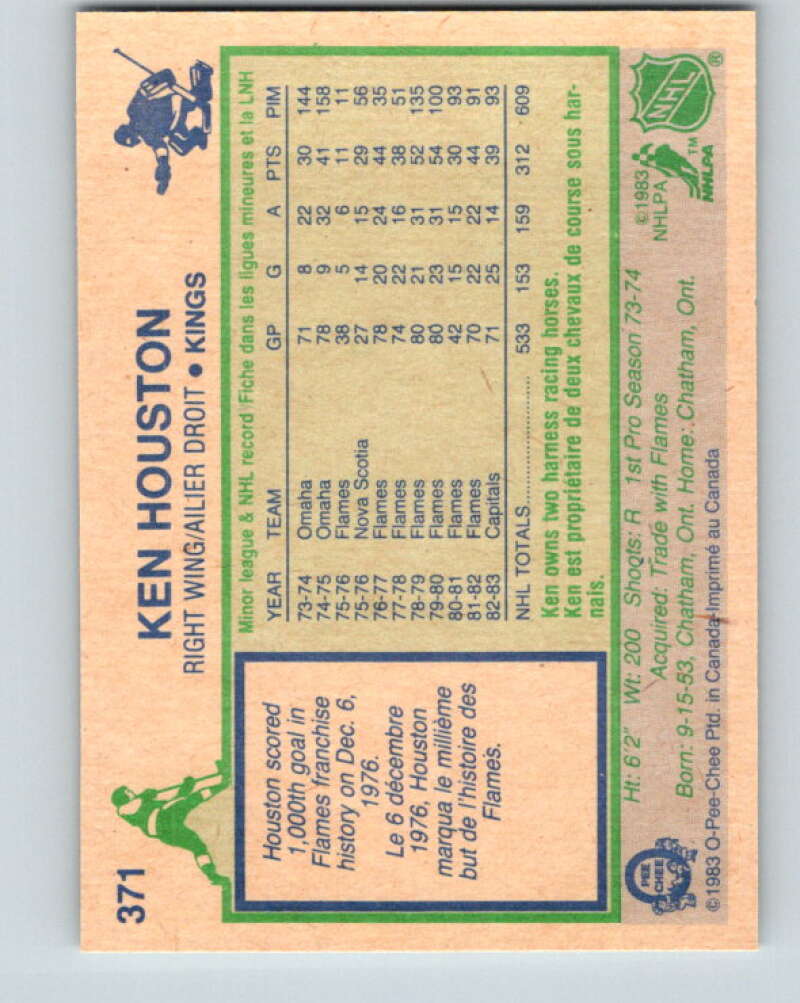 371
KEN HOUSTON
RIGHT WING/AILIER DROIT • KINGS
Houston scored
1,000th goal in
Flames franchise
history on Dec. 6,
1976.
Le 6 décembre
1976, Houston
marqua le millième
but de l'histoire des
Flames.
Minor league & NHL record Fiche dans les ligues mineures et la LNH
YEAR TEAM GP G A PTS PIM
73-74 Omaha 71 8 22 30 144
74-75 Omaha 78 9 32 41 158
75-76 Flames 38 5 6 11 11
75-76 Nova Scotia 27 14 15 29 56
76-77 Flames 78 20 24 44 35
77-78 Flames 74 22 16 38 51
78-79 Flames 80 21 31 52 135
79-80 Flames 80 23 31 54 100
80-81 Flames 42 15 15 30 93
81-82 Flames 70 22 22 44 91
82-83 Capitals 71 25 14 39 93
NHL TOTALS 533 153 159 312 609
Ken owns two harness racing horses.
Ken est propriétaire de deux chevaux de course sous har-
nais.
Ht: 6'2" Wt: 200 Shoots: R 1st Pro Season 73-74
Acquired: Trade with Flames
Born: 9-15-53, Chatham, Ont. Home: Chatham, Ont.
©1983 O-Pee-Chee Ptd. in Canada-Imprimé au Canada
O PEE CHEE
©1983
NHLPA
NHL ®
NHLPA ™